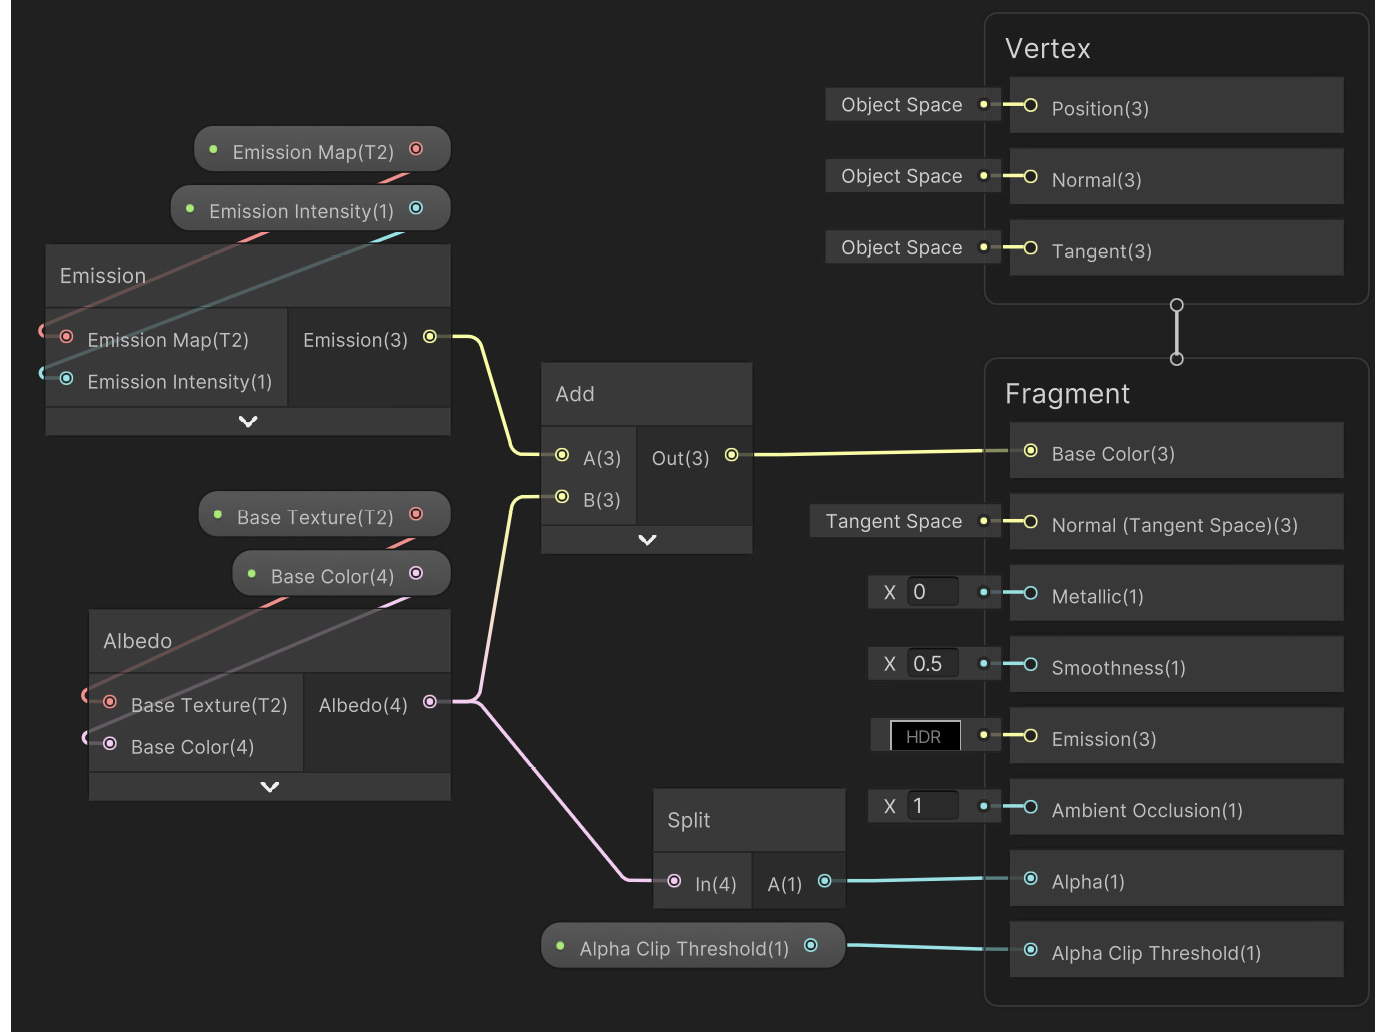 Vertex
Object Space
Position(3)
Object Space
Normal(3)
Object Space
Tangent(3)
Emission Map(T2)
Emission Intensity(1)
Emission
Emission Map(T2)
Emission(3)
Emission Intensity(1)
Add
A(3)
Out(3)
B(3)
Base Texture(T2)
Base Color(4)
Albedo
Base Texture(T2)
Albedo(4)
Base Color(4)
Split
In(4)
A(1)
Alpha Clip Threshold(1)
Fragment
Base Color(3)
Tangent Space
Normal (Tangent Space)(3)
X 0
Metallic(1)
X 0.5
Smoothness(1)
HDR
Emission(3)
X 1
Ambient Occlusion(1)
Alpha(1)
Alpha Clip Threshold(1)